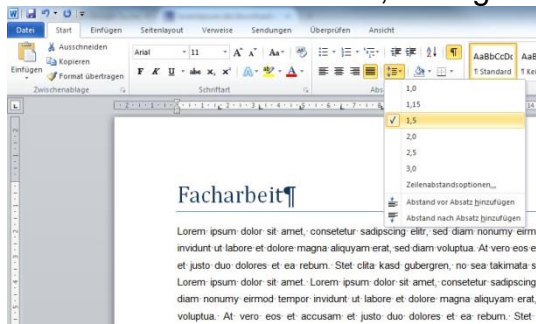 Datei Start Einfügen Seitenlayout Verweise Sendungen Überprüfen Ansicht
Einfügen
Ausschneiden
Kopieren
Format übertragen
Zwischenablage
Arial 11
F K U abc x, x²
Schriftart
Abs
AaBbCcDc AaB
¶ Standard ¶ Kei
1,0
1,15
1,5
2,0
2,5
3,0
Zeilenabstandsoptionen...
Abstand vor Absatz hinzufügen
Abstand nach Absatz hinzufügen
Facharbeit¶
Lorem ipsum dolor sit amet, consetetur sadipscing elitr, sed diam nonumy eirm
invidunt ut labore et dolore magna aliquyam erat, sed diam voluptua. At vero eos e
et justo duo dolores et ea rebum. Stet clita kasd gubergren, no sea takimata s
Lorem ipsum dolor sit amet. Lorem ipsum dolor sit amet, consetetur sadipscing
diam nonumy eirmod tempor invidunt ut labore et dolore magna aliquyam erat,
voluptua. At vero eos et accusam et justo duo dolores et ea rebum. Stet